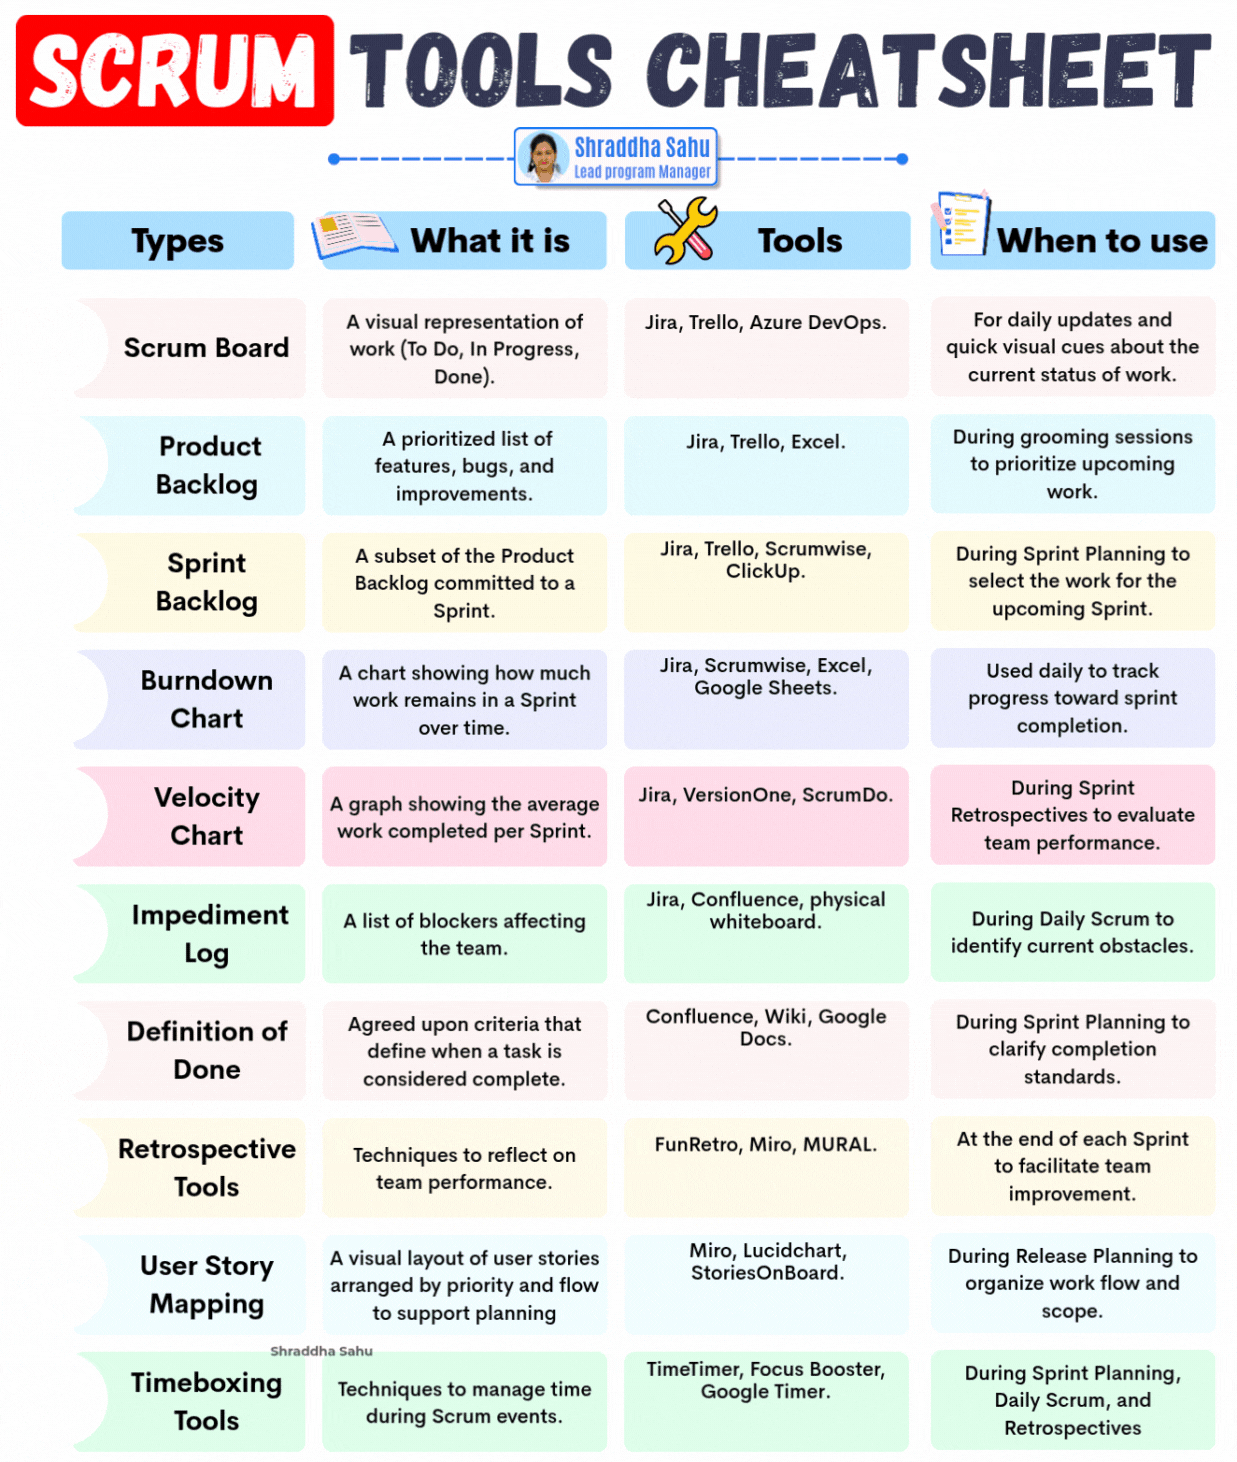 SCRUM TOOLS CHEATSHEET
Shraddha Sahu
Lead program Manager
Types
What it is
Tools
When to use
Scrum Board
A visual representation of
work (To Do, In Progress,
Done).
Jira, Trello, Azure DevOps.
For daily updates and
quick visual cues about the
current status of work.
Product
Backlog
A prioritized list of
features, bugs, and
improvements.
Jira, Trello, Excel.
During grooming sessions
to prioritize upcoming
work.
Sprint
Backlog
A subset of the Product
Backlog committed to a
Sprint.
Jira, Trello, Scrumwise,
ClickUp.
During Sprint Planning to
select the work for the
upcoming Sprint.
Burndown
Chart
A chart showing how much
work remains in a Sprint
over time.
Jira, Scrumwise, Excel,
Google Sheets.
Used daily to track
progress toward sprint
completion.
Velocity
Chart
A graph showing the average
work completed per Sprint.
Jira, VersionOne, ScrumDo.
During Sprint
Retrospectives to evaluate
team performance.
Impediment
Log
A list of blockers affecting
the team.
Jira, Confluence, physical
whiteboard.
During Daily Scrum to
identify current obstacles.
Definition of
Done
Agreed upon criteria that
define when a task is
considered complete.
Confluence, Wiki, Google
Docs.
During Sprint Planning to
clarify completion
standards.
Retrospective
Tools
Techniques to reflect on
team performance.
FunRetro, Miro, MURAL.
At the end of each Sprint
to facilitate team
improvement.
User Story
Mapping
A visual layout of user stories
arranged by priority and flow
to support planning
Miro, Lucidchart,
StoriesOnBoard.
During Release Planning to
organize work flow and
scope.
Shraddha Sahu
Timeboxing
Tools
Techniques to manage time
during Scrum events.
TimeTimer, Focus Booster,
Google Timer.
During Sprint Planning,
Daily Scrum, and
Retrospectives